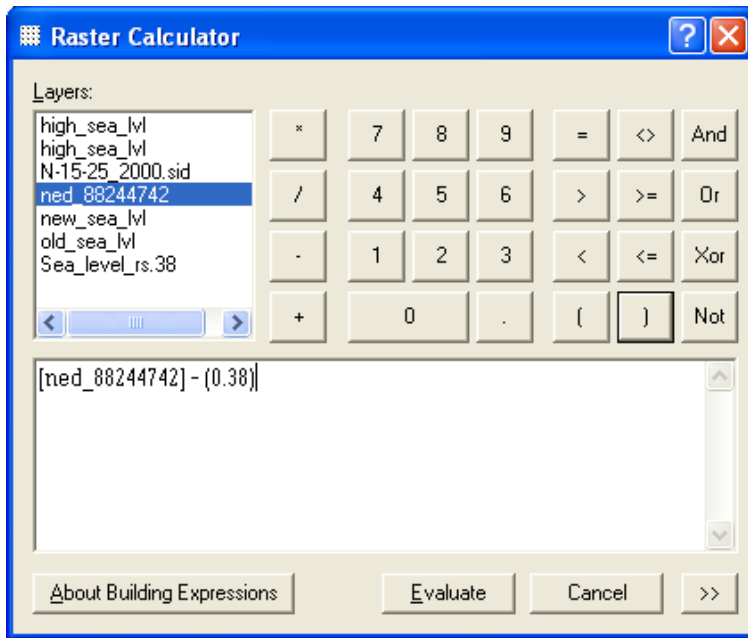 Raster Calculator
Layers:
high_sea_lvl
high_sea_lvl
N-15-25_2000.sid
ned_88244742
new_sea_lvl
old_sea_lvl
Sea_level_rs.38
* 7 8 9 = <> And
/ 4 5 6 > >= Or
- 1 2 3 < <= Xor
+ 0 . ( ) Not
[ned_88244742] - (0.38)
About Building Expressions Evaluate Cancel >>